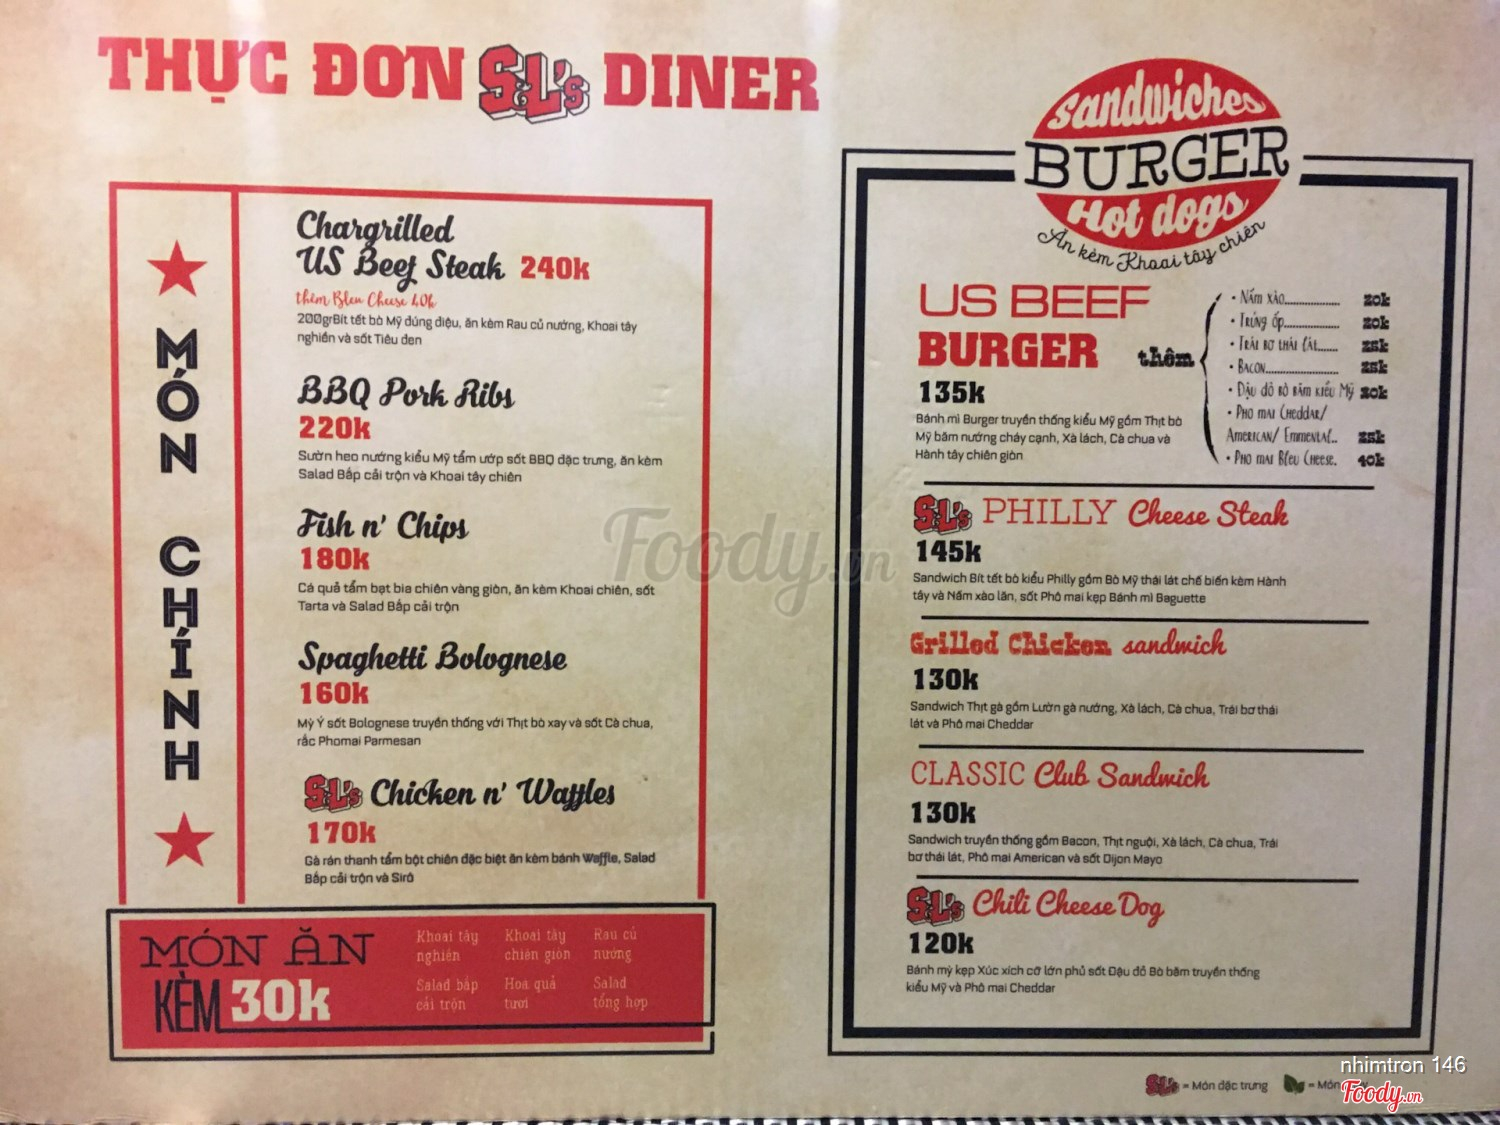 THỰC ĐƠN S&L's DINER
MÓN CHÍNH
Chargrilled
US Beef Steak 240k
thêm Bleu Cheese 40k
200grBít tết bò Mỹ đúng điệu, ăn kèm Rau củ nướng, Khoai tây
nghiền và sốt Tiêu đen
BBQ Pork Ribs
220k
Sườn heo nướng kiểu Mỹ tẩm ướp sốt BBQ đặc trưng, ăn kèm
Salad Bắp cải trộn và Khoai tây chiên
Fish n' Chips
180k
Cá quả tẩm bạt bia chiên vàng giòn, ăn kèm Khoai chiên, sốt
Tarta và Salad Bắp cải trộn
Spaghetti Bolognese
160k
Mỳ Ý sốt Bolognese truyền thống với Thịt bò xay và sốt Cà chua,
rắc Phomai Parmesan
S&L's Chicken n' Waffles
170k
Gà rán thanh tẩm bột chiên đặc biệt ăn kèm bánh Waffle, Salad
Bắp cải trộn và Sirô
MÓN ĂN
KÈM 30k
Khoai tây nghiền
Khoai tây chiên giòn
Rau củ nướng
Salad bắp cải trộn
Hoa quả tươi
Salad tổng hợp
Sandwiches
BURGER
Hot dogs
Ăn kèm Khoai tây chiên
US BEEF
BURGER
135k
Bánh mì Burger truyền thống kiểu Mỹ gồm Thịt bò
Mỹ băm nướng cháy cạnh, Xà lách, Cà chua và
Hành tây chiên giòn
thêm
• Nấm xào.................... 20k
• Trứng ốp.................... 20k
• Trái bơ thái lát....... 25k
• Bacon.......................... 25k
• Đậu đỏ bò băm kiểu Mỹ 20k
• Pho mai Cheddar/
American/ Emmental.. 25k
• Pho mai Bleu Cheese. 40k
S&L's PHILLY Cheese Steak
145k
Sandwich Bít tết bò kiểu Philly gồm Bò Mỹ thái lát chế biến kèm Hành
tây và Nấm xào lăn, sốt Phô mai kẹp Bánh mì Baguette
Grilled Chicken sandwich
130k
Sandwich Thịt gà gồm Lườn gà nướng, Xà lách, Cà chua, Trái bơ thái
lát và Phô mai Cheddar
CLASSIC Club Sandwich
130k
Sandwich truyền thống gồm Bacon, Thịt nguội, Xà lách, Cà chua, Trái
bơ thái lát, Phô mai American và sốt Dijon Mayo
S&L's Chili Cheese Dog
120k
Bánh mỳ kẹp Xúc xích cỡ lớn phủ sốt Đậu đỏ Bò băm truyền thống
kiểu Mỹ và Phô mai Cheddar
S&L's = Món đặc trưng = Món
Foody.vn
nhimtron 146
Foody.vn